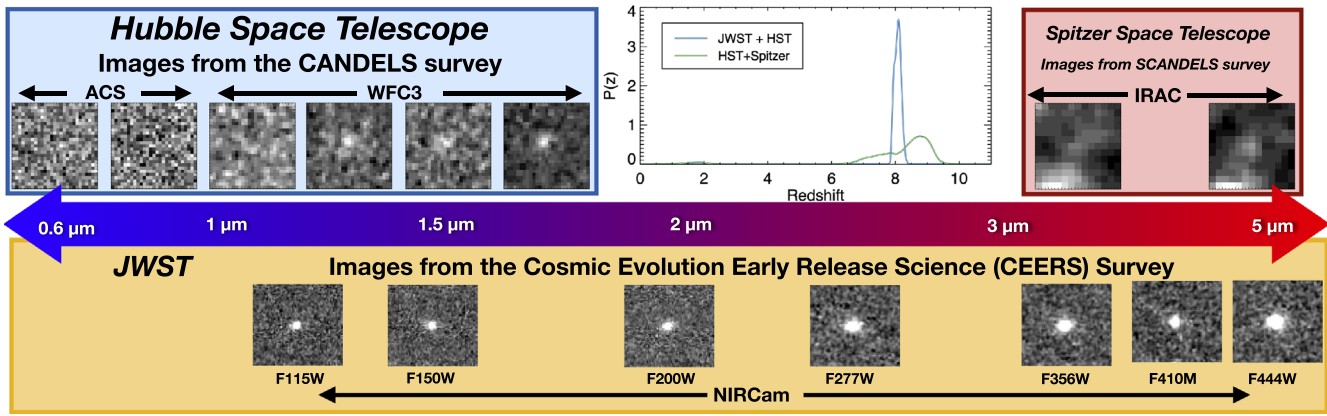 Hubble Space Telescope
Images from the CANDELS survey
ACS
WFC3
4
3
2
1
0
P(z)
JWST + HST
HST+Spitzer
0 2 4 6 8 10
Redshift
Spitzer Space Telescope
Images from SCANDELS survey
IRAC
0.6 μm 1 μm 1.5 μm 2 μm 3 μm 5 μm
JWST
Images from the Cosmic Evolution Early Release Science (CEERS) Survey
F115W F150W F200W F277W F356W F410M F444W
NIRCam